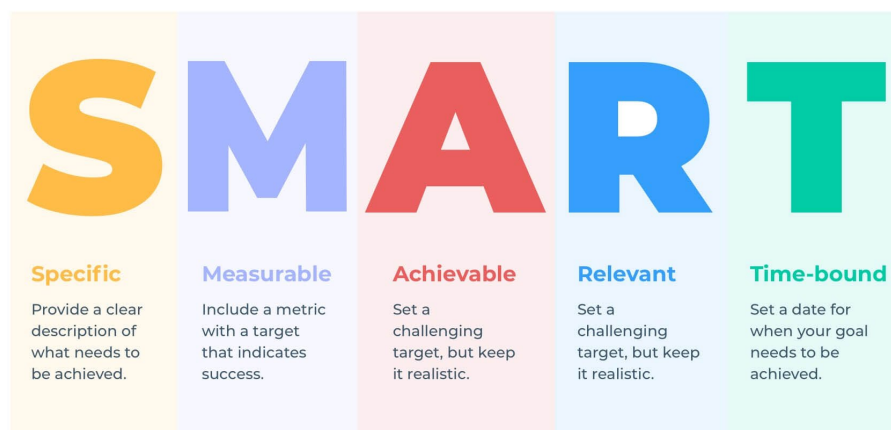 SMART
Specific
Provide a clear
description of
what needs to
be achieved.
Measurable
Include a metric
with a target
that indicates
success.
Achievable
Set a
challenging
target, but keep
it realistic.
Relevant
Set a
challenging
target, but keep
it realistic.
Time-bound
Set a date for
when your goal
needs to be
achieved.